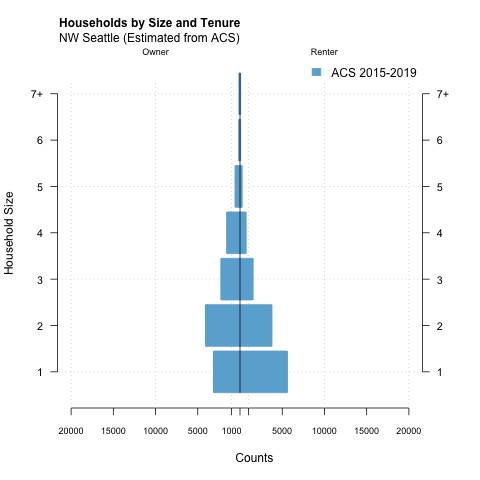 Households by Size and Tenure
NW Seattle (Estimated from ACS)
Owner Renter
ACS 2015-2019
7+ 7+
6 6
5 5
4 4
3 3
2 2
1 1
Household Size
20000 15000 10000 5000 1000 5000 10000 15000 20000
Counts